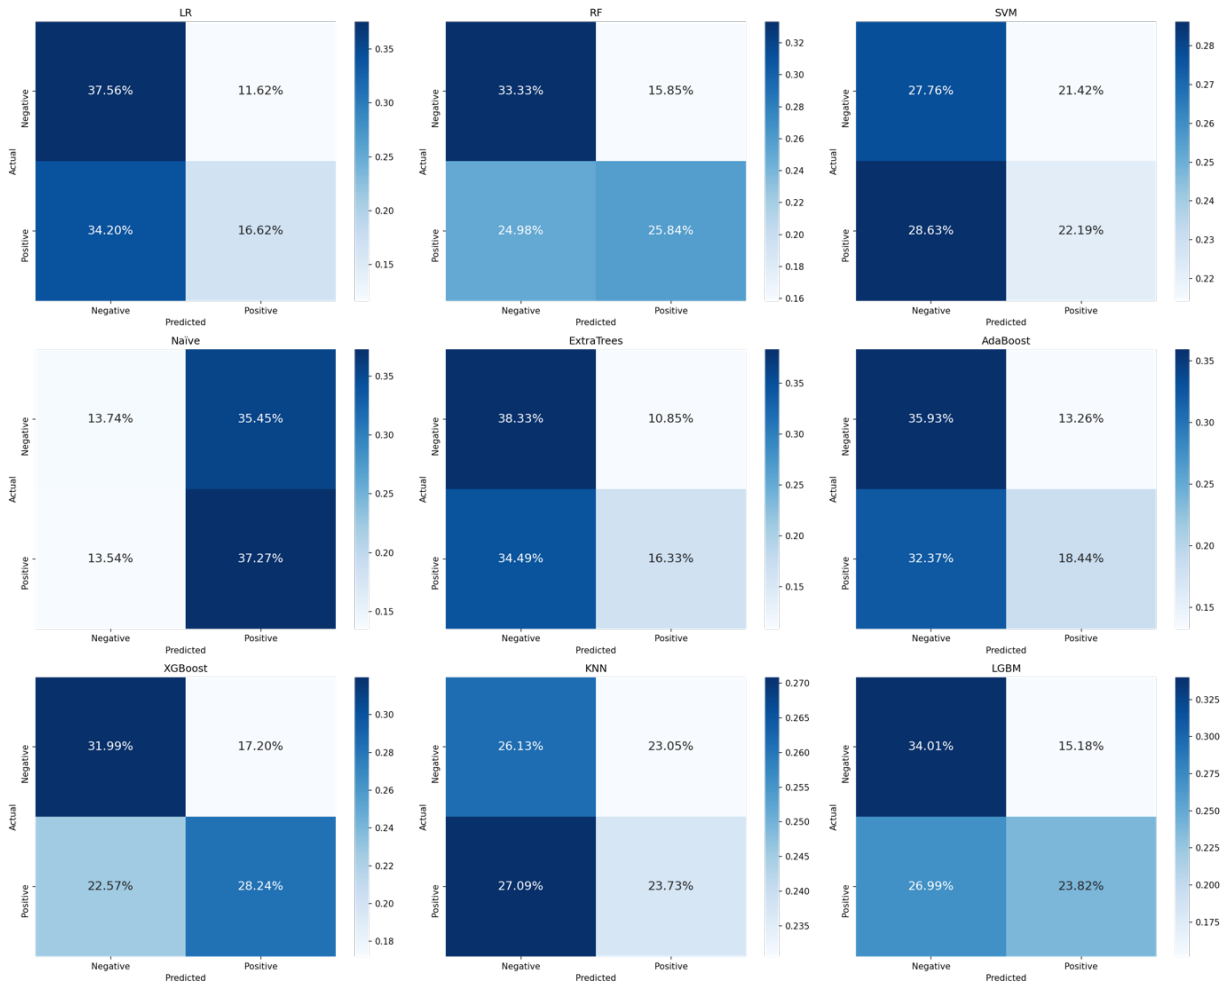 LR
37.56%
11.62%
34.20%
16.62%
Negative
Positive
Actual
Negative
Positive
Predicted
0.35
0.30
0.25
0.20
0.15
RF
33.33%
15.85%
24.98%
25.84%
Negative
Positive
Actual
Negative
Positive
Predicted
0.32
0.30
0.28
0.26
0.24
0.22
0.20
0.18
0.16
SVM
27.76%
21.42%
28.63%
22.19%
Negative
Positive
Actual
Negative
Positive
Predicted
0.28
0.27
0.26
0.25
0.24
0.23
0.22
Naïve
13.74%
35.45%
13.54%
37.27%
Negative
Positive
Actual
Negative
Positive
Predicted
0.35
0.30
0.25
0.20
0.15
ExtraTrees
38.33%
10.85%
34.49%
16.33%
Negative
Positive
Actual
Negative
Positive
Predicted
0.35
0.30
0.25
0.20
0.15
AdaBoost
35.93%
13.26%
32.37%
18.44%
Negative
Positive
Actual
Negative
Positive
Predicted
0.35
0.30
0.25
0.20
0.15
XGBoost
31.99%
17.20%
22.57%
28.24%
Negative
Positive
Actual
Negative
Positive
Predicted
0.30
0.28
0.26
0.24
0.22
0.20
0.18
KNN
26.13%
23.05%
27.09%
23.73%
Negative
Positive
Actual
Negative
Positive
Predicted
0.270
0.265
0.260
0.255
0.250
0.245
0.240
0.235
LGBM
34.01%
15.18%
26.99%
23.82%
Negative
Positive
Actual
Negative
Positive
Predicted
0.325
0.300
0.275
0.250
0.225
0.200
0.175